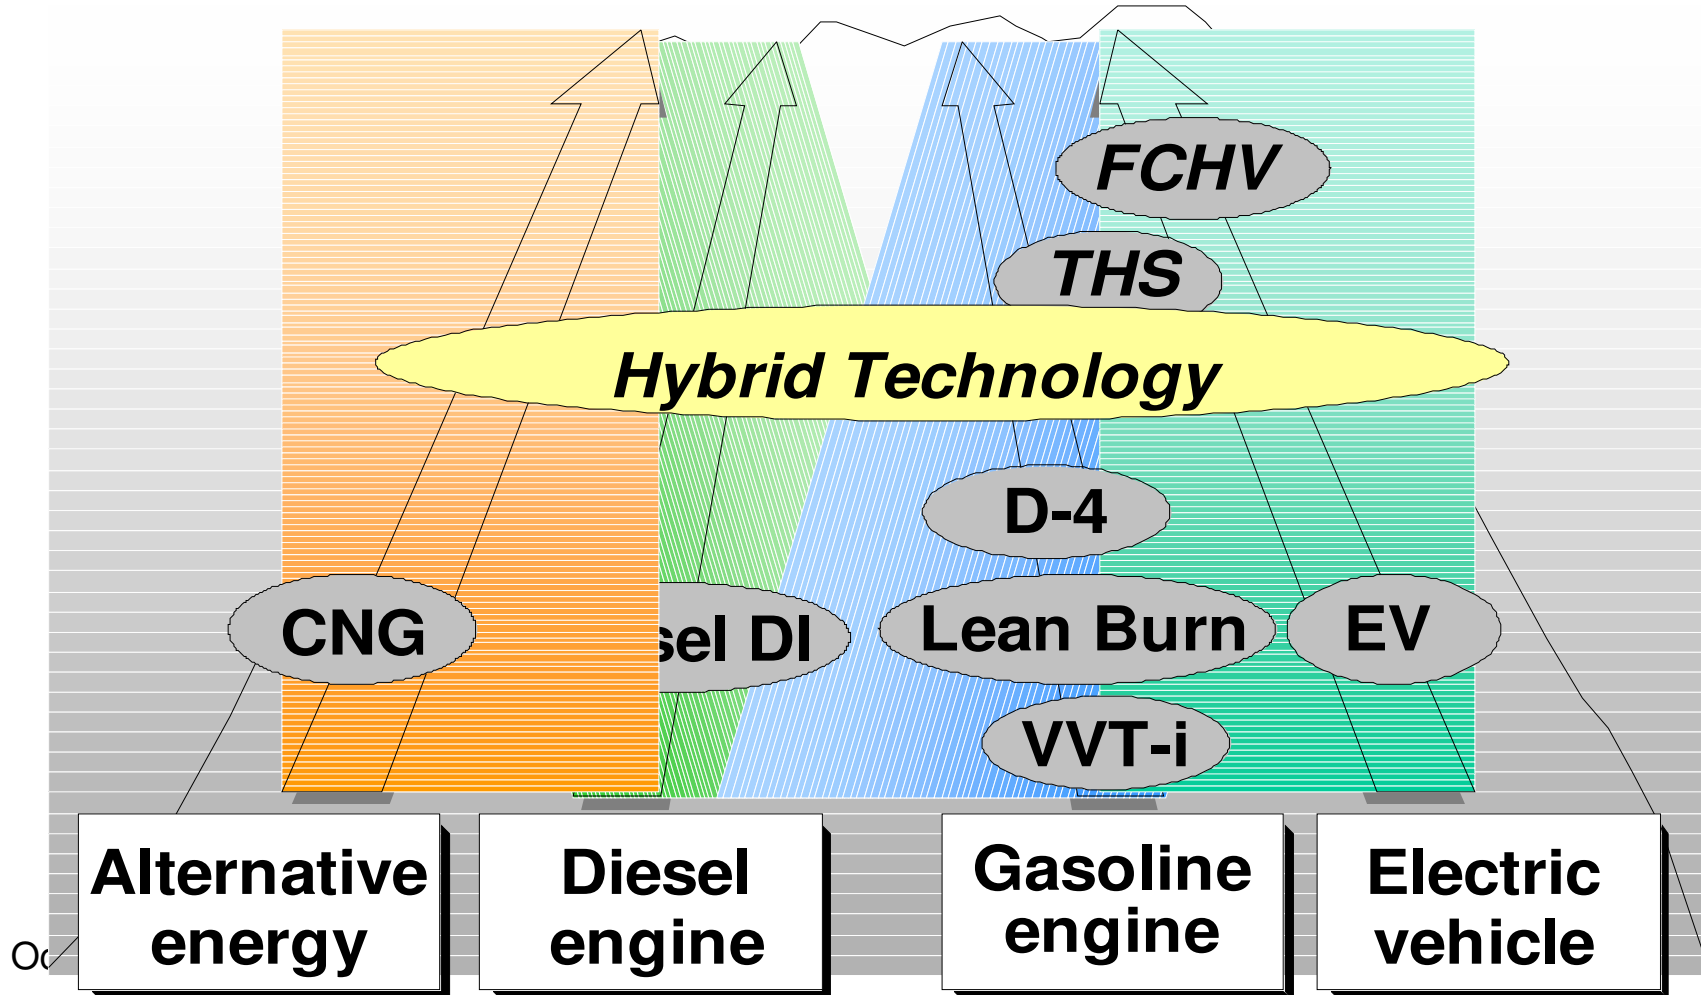 FCHV
THS
Hybrid Technology
D-4
CNG
sel DI
Lean Burn
EV
VVT-i
Alternative
energy
Diesel
engine
Gasoline
engine
Electric
vehicle